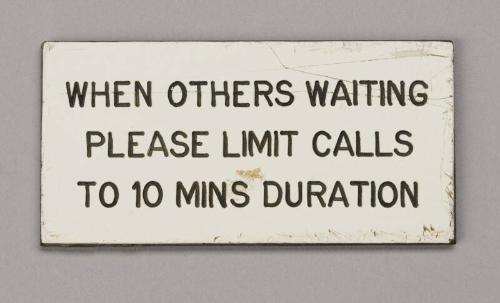 WHEN OTHERS WAITING
PLEASE LIMIT CALLS
TO 10 MINS DURATION